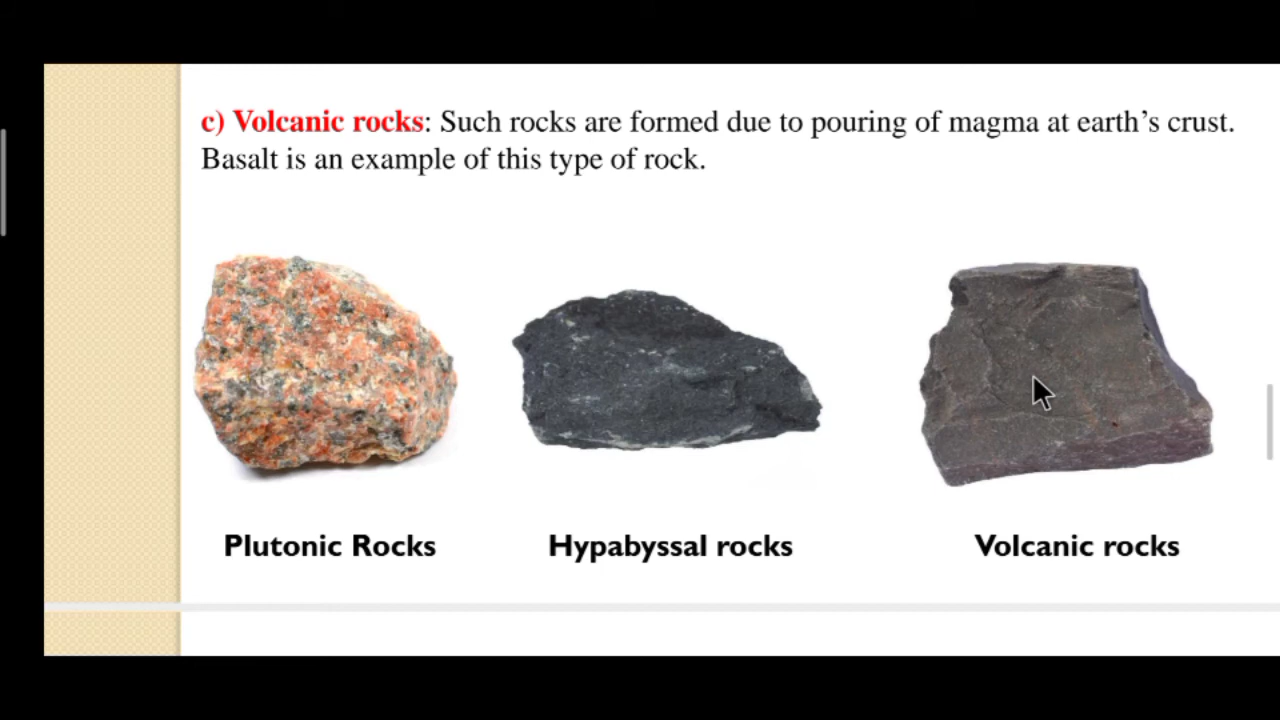 c) Volcanic rocks: Such rocks are formed due to pouring of magma at earth’s crust.
Basalt is an example of this type of rock.
Plutonic Rocks
Hypabyssal rocks
Volcanic rocks